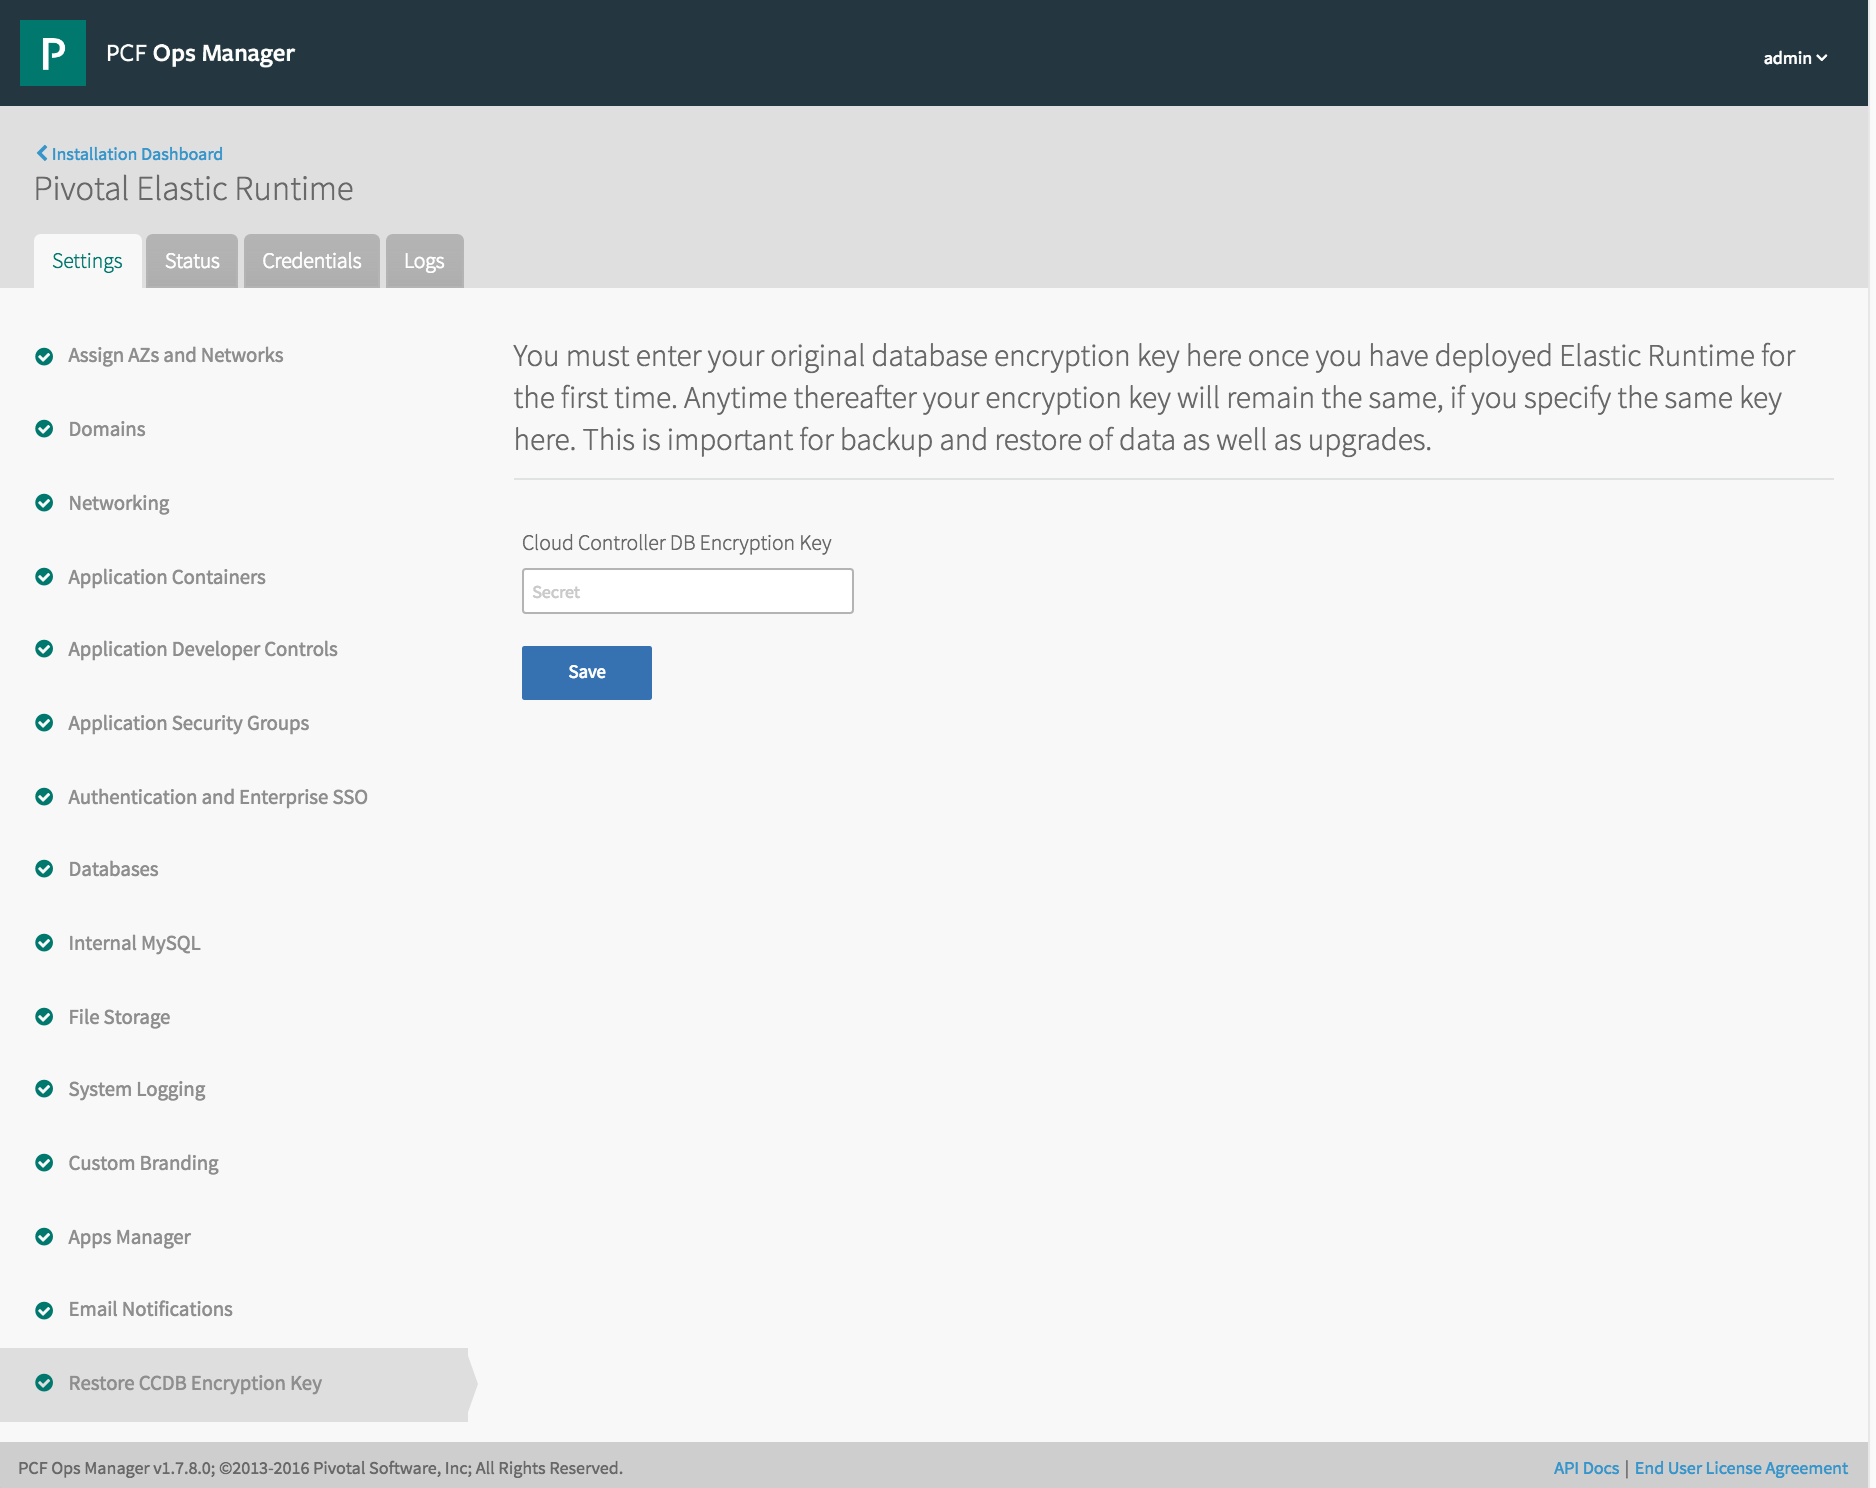 P
PCF Ops Manager
admin
Installation Dashboard
Pivotal Elastic Runtime
Settings
Status
Credentials
Logs
Assign AZs and Networks
Domains
Networking
Application Containers
Application Developer Controls
Application Security Groups
Authentication and Enterprise SSO
Databases
Internal MySQL
File Storage
System Logging
Custom Branding
Apps Manager
Email Notifications
Restore CCDB Encryption Key
You must enter your original database encryption key here once you have deployed Elastic Runtime for
the first time. Anytime thereafter your encryption key will remain the same, if you specify the same key
here. This is important for backup and restore of data as well as upgrades.
Cloud Controller DB Encryption Key
Secret
Save
PCF Ops Manager v1.7.8.0; ©2013-2016 Pivotal Software, Inc; All Rights Reserved.
API Docs | End User License Agreement